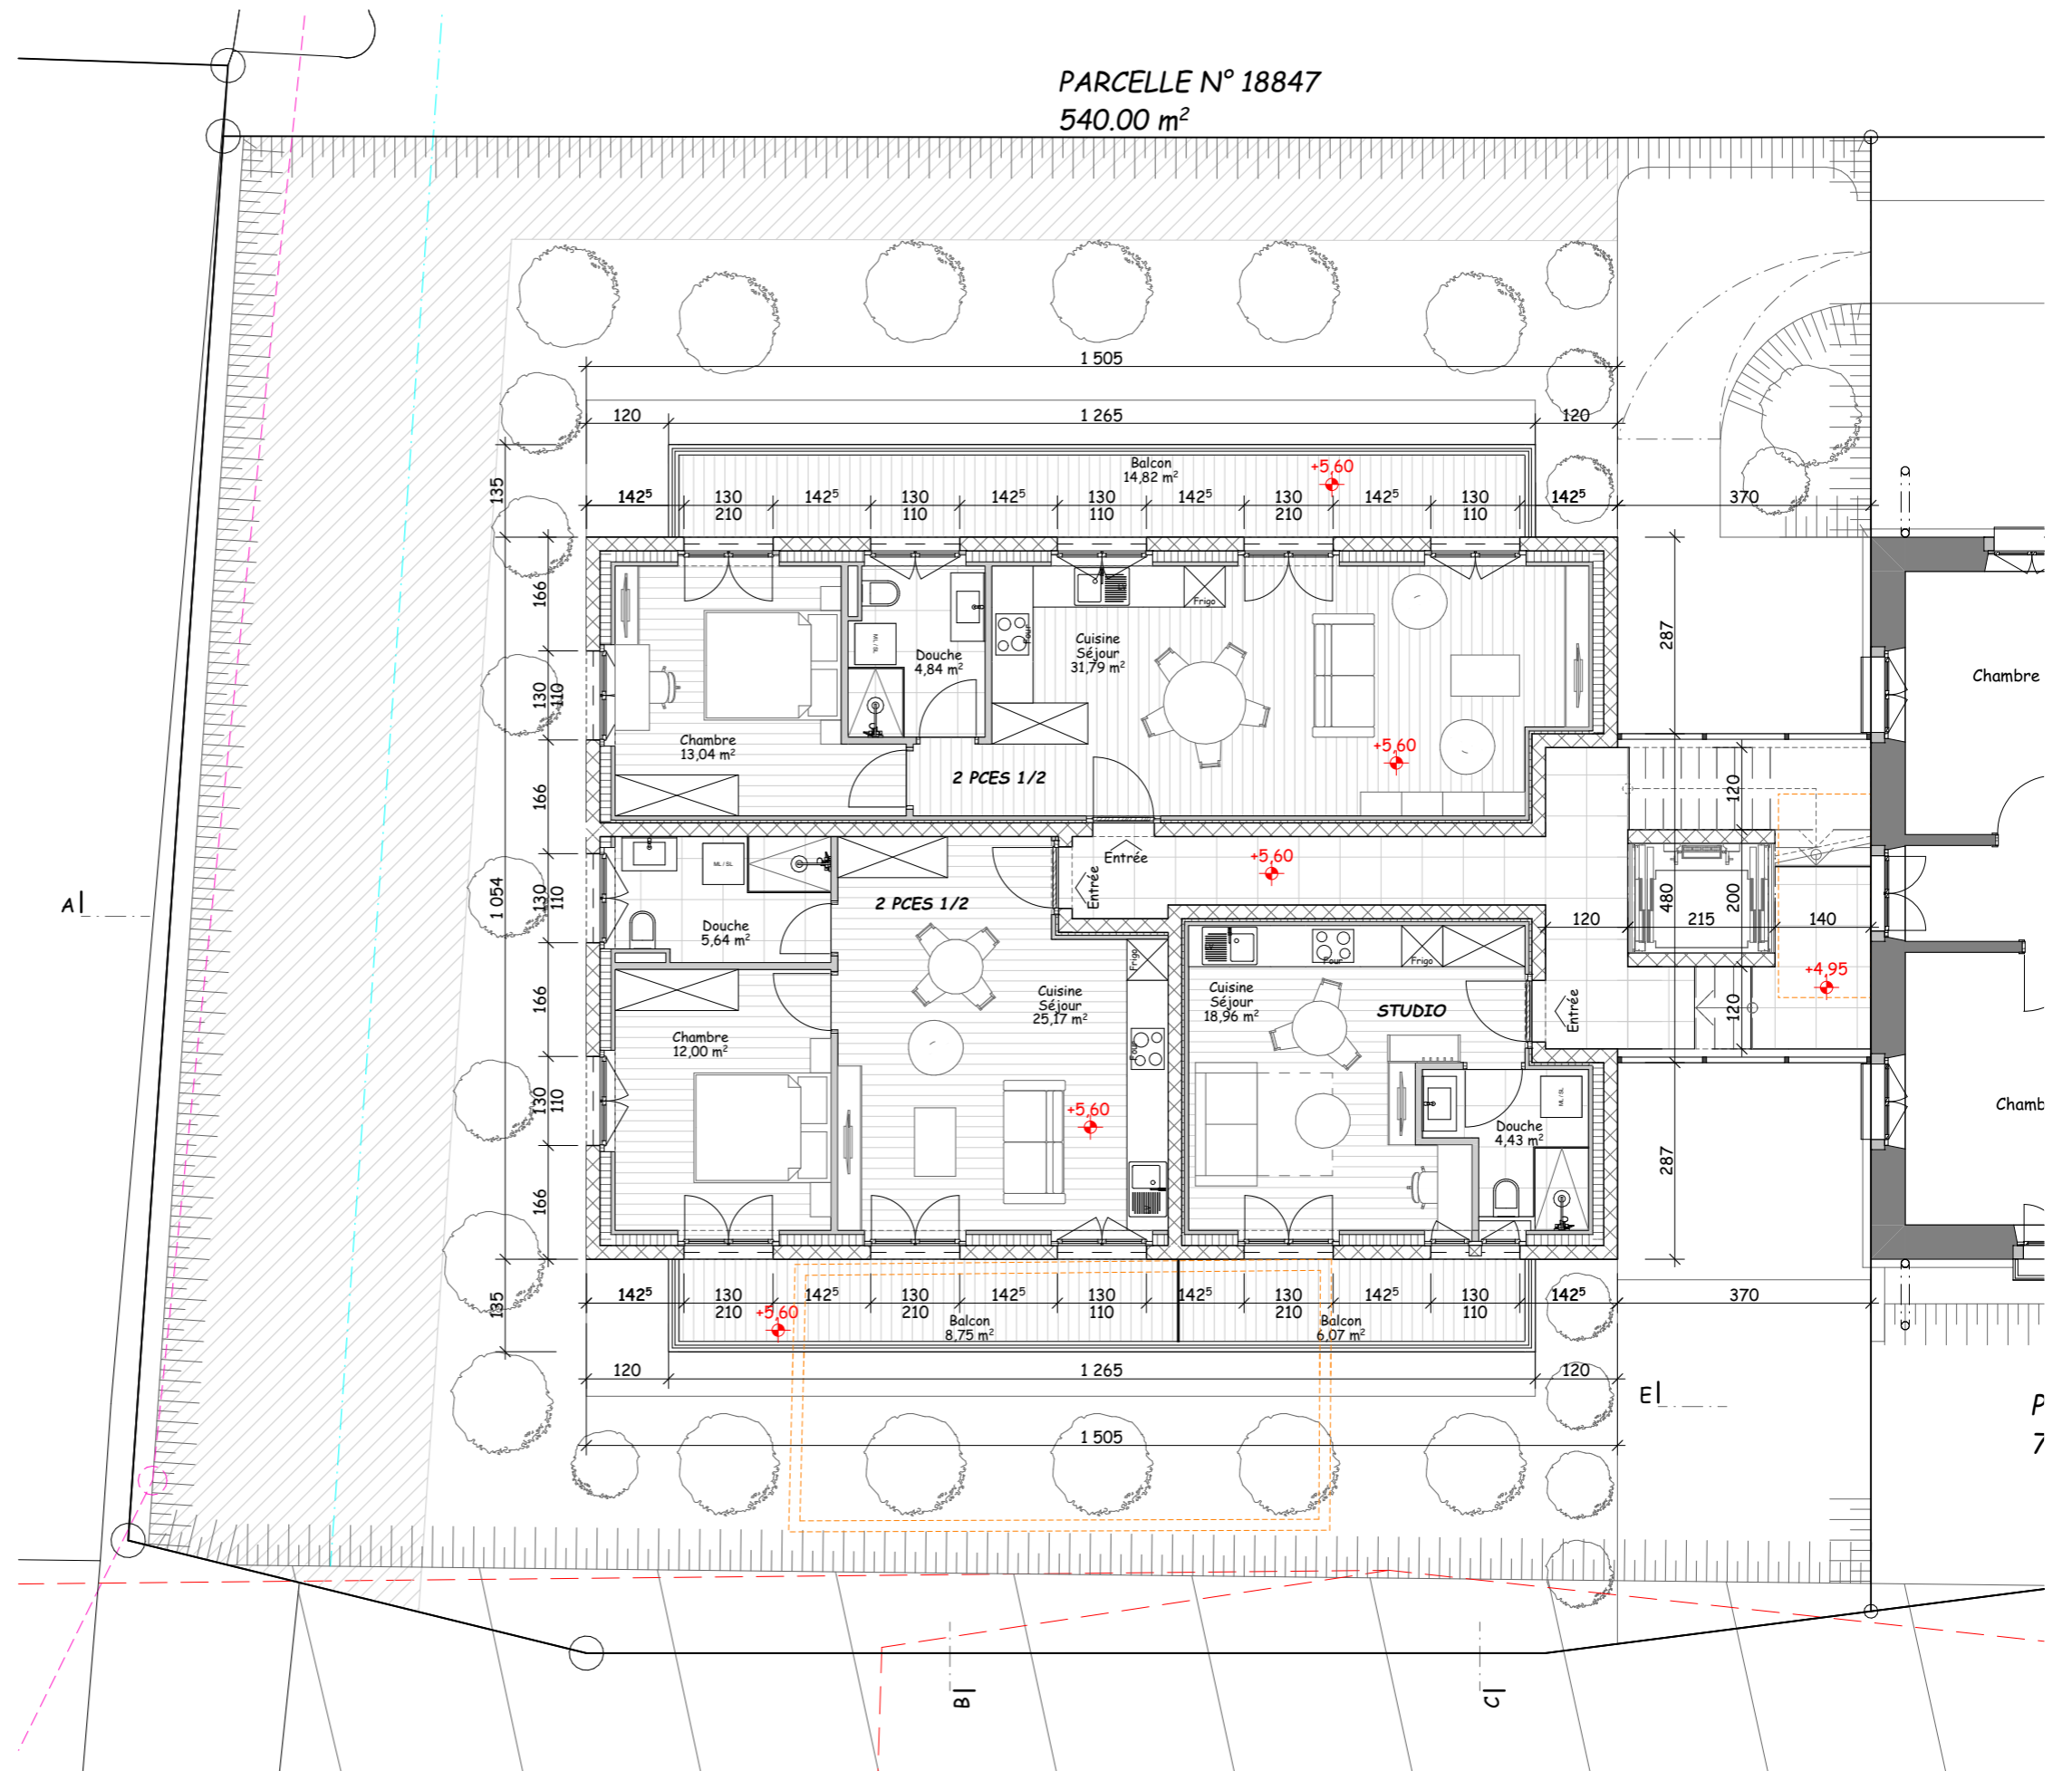 PARCELLE N° 18847
540.00 m²
1 505
120
1 265
120
135
Balcon
14,82 m²
+5,60
142⁵
130
210
142⁵
130
110
142⁵
130
110
142⁵
130
210
142⁵
130
110
142⁵
370
166
130
110
166
130
110
166
130
110
166
1 054
135
287
Chambre
13,04 m²
ML / SL
Douche
4,84 m²
Four
Frigo
Cuisine
Séjour
31,79 m²
+5,60
2 PCES 1/2
Entrée
Entrée
+5,60
Chambre
120
480
215
200
140
120
+4,95
120
A
ML / SL
Douche
5,64 m²
2 PCES 1/2
Frigo
Cuisine
Séjour
25,17 m²
Four
+5,60
Chambre
12,00 m²
Four
Frigo
Cuisine
Séjour
18,96 m²
STUDIO
Entrée
ML / SL
Douche
4,43 m²
287
Chamb
142⁵
130
210
142⁵
130
210
142⁵
130
110
142⁵
130
210
142⁵
130
110
142⁵
370
+5,60
Balcon
8,75 m²
Balcon
6,07 m²
120
1 265
120
1 505
E
P
7
B
C